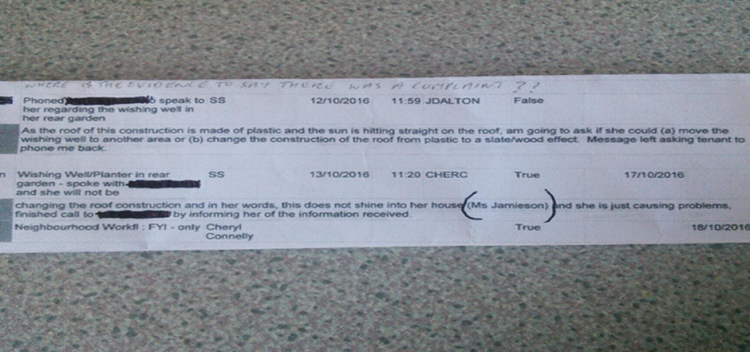 WHERE IS THE EVIDENCE TO SAY THERE WAS A COMPLAINT ??
Phoned to speak to SS 12/10/2016 11:59 JDALTON False
her regarding the wishing well in
her rear garden
As the roof of this construction is made of plastic and the sun is hitting straight on the roof, am going to ask if she could (a) move the
wishing well to another area or (b) change the construction of the roof from plastic to a slate/wood effect. Message left asking tenant to
phone me back.
n Wishing Well/Planter in rear SS 13/10/2016 11:20 CHERC True 17/10/2016
garden - spoke with
and she will not be
changing the roof construction and in her words, this does not shine into her house (Ms Jamieson) and she is just causing problems,
finished call to by informing her of the information received.
Neighbourhood Workfl ; FYI - only Cheryl True 18/10/2016
Connelly